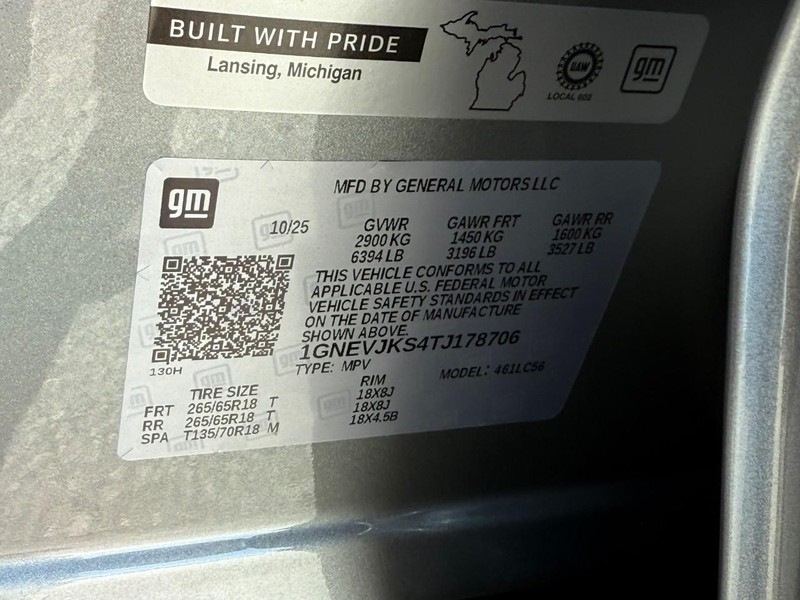 BUILT WITH PRIDE
Lansing, Michigan
UAW
LOCAL 602
gm
gm
MFD BY GENERAL MOTORS LLC
10/25
GVWR GAWR FRT GAWR RR
2900 KG 1450 KG 1600 KG
6394 LB 3196 LB 3527 LB
THIS VEHICLE CONFORMS TO ALL
APPLICABLE U.S. FEDERAL MOTOR
VEHICLE SAFETY STANDARDS IN EFFECT
ON THE DATE OF MANUFACTURE
SHOWN ABOVE.
1GNEVJKS4TJ178706
130H
TYPE: MPV MODEL: 461LC56
TIRE SIZE RIM
FRT 265/65R18 T 18X8J
RR 265/65R18 T 18X8J
SPA T135/70R18 M 18X4.5B